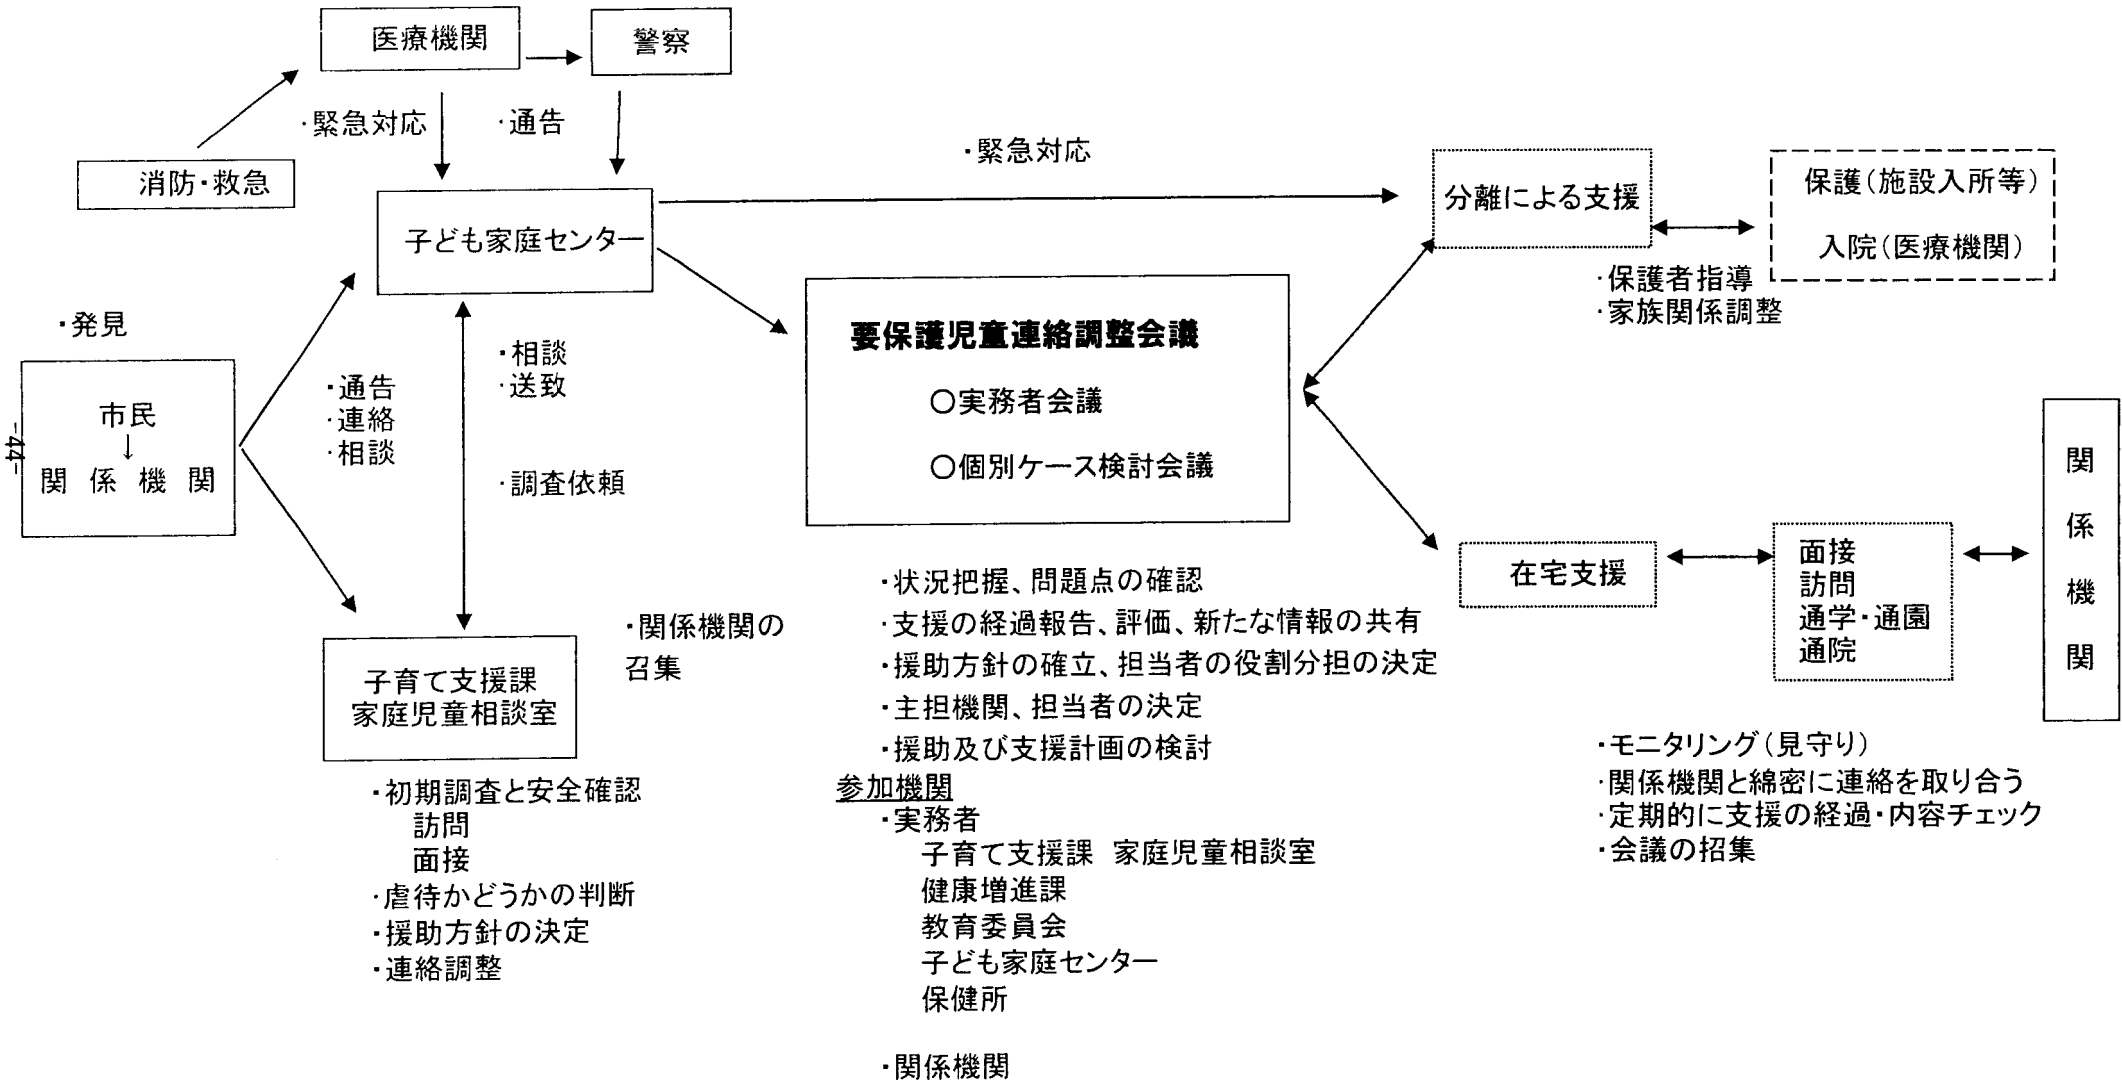 医療機関
警察
・緊急対応
・通告
消防・救急
・緊急対応
子ども家庭センター
分離による支援
保護(施設入所等)
入院(医療機関)
・保護者指導
・家族関係調整
・発見
市民
↓
関係機関
-44-
・通告
・連絡
・相談
・相談
・送致
・調査依頼
要保護児童連絡調整会議
○実務者会議
○個別ケース検討会議
在宅支援
面接
訪問
通学・通園
通院
関係機関
子育て支援課
家庭児童相談室
・関係機関の
召集
・初期調査と安全確認
訪問
面接
・虐待かどうかの判断
・援助方針の決定
・連絡調整
・状況把握、問題点の確認
・支援の経過報告、評価、新たな情報の共有
・援助方針の確立、担当者の役割分担の決定
・主担機関、担当者の決定
・援助及び支援計画の検討
参加機関
・実務者
子育て支援課 家庭児童相談室
健康増進課
教育委員会
子ども家庭センター
保健所
・関係機関
・モニタリング(見守り)
・関係機関と綿密に連絡を取り合う
・定期的に支援の経過・内容チェック
・会議の招集